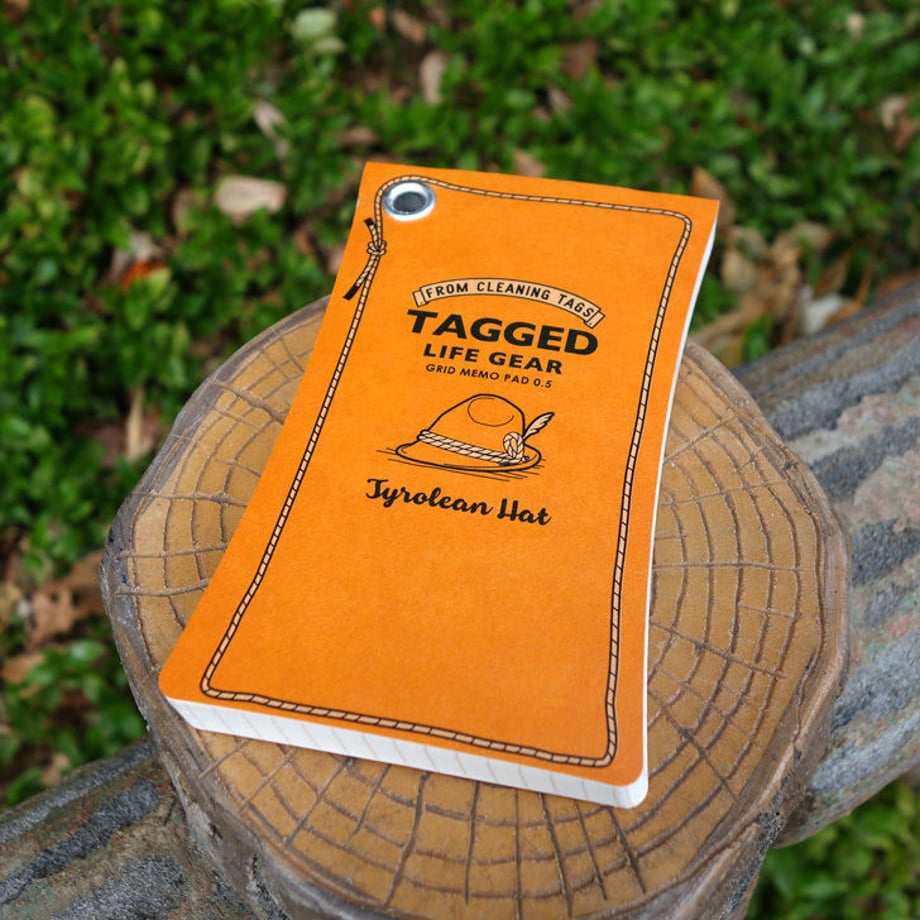 FROM CLEANING TAGS
TAGGED
LIFE GEAR
GRID MEMO PAD 0.5
Tyrolean Hat